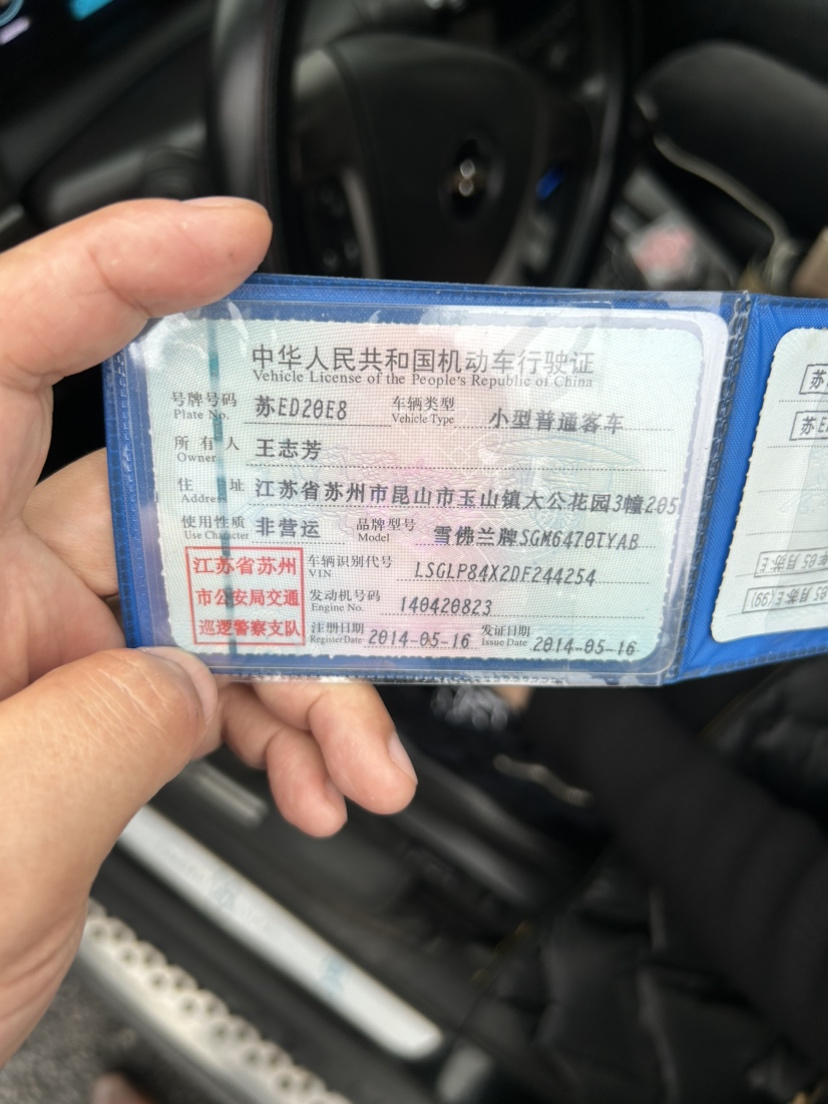 中华人民共和国机动车行驶证
Vehicle License of the People's Republic of China
号牌号码 苏ED20E8 车辆类型 小型普通客车
Plate No. Vehicle Type
所有人 王志芳
Owner
住址 江苏省苏州市昆山市玉山镇大公花园3幢205
Address
使用性质 非营运 品牌型号 雪佛兰牌SGM6470TYAB
Use Character Model
江苏省苏州
市公安局交通
巡逻警察支队
车辆识别代号 LSGLP84X2DF244254
VIN
发动机号码 140420823
Engine No.
注册日期 2014-05-16 发证日期 2014-05-16
Register Date Issue Date
苏
苏E